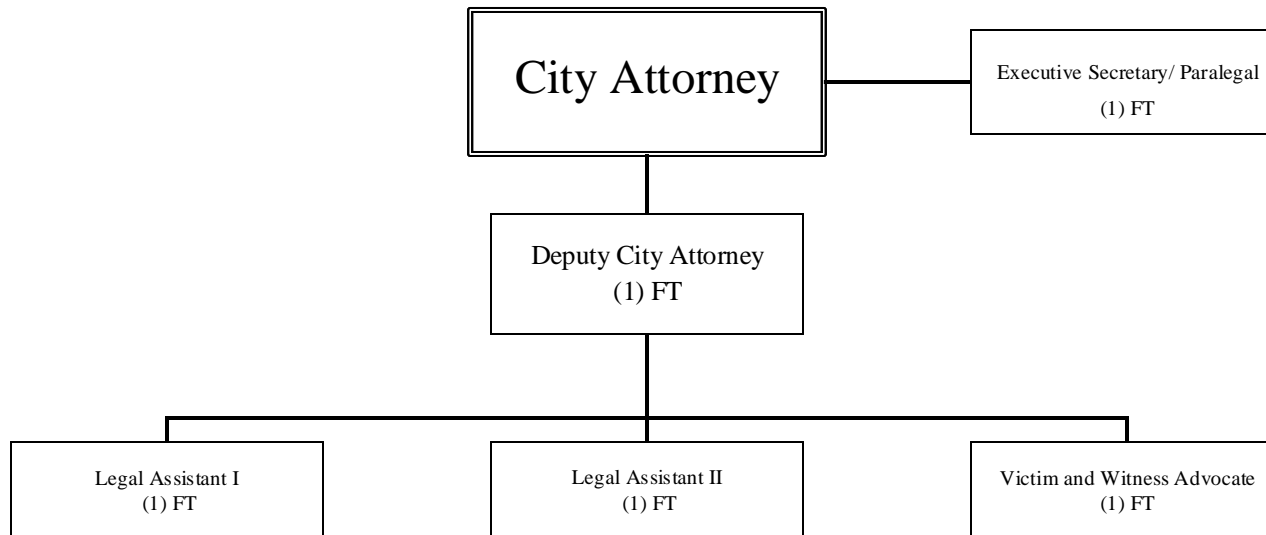 City Attorney
Executive Secretary/ Paralegal
(1) FT
Deputy City Attorney
(1) FT
Legal Assistant I
(1) FT
Legal Assistant II
(1) FT
Victim and Witness Advocate
(1) FT